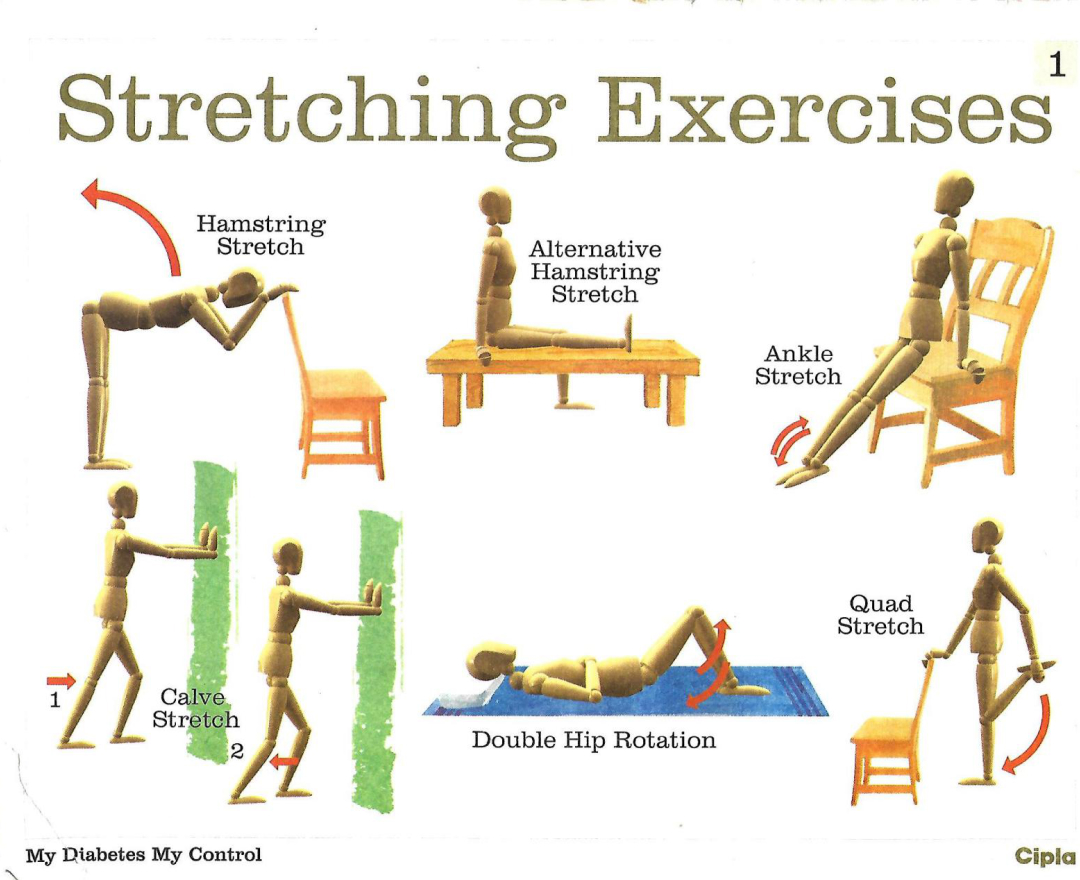 1
Stretching Exercises
Hamstring
Stretch
Alternative
Hamstring
Stretch
Ankle
Stretch
1
Calve
Stretch
2
Double Hip Rotation
Quad
Stretch
My Diabetes My Control
Cipla